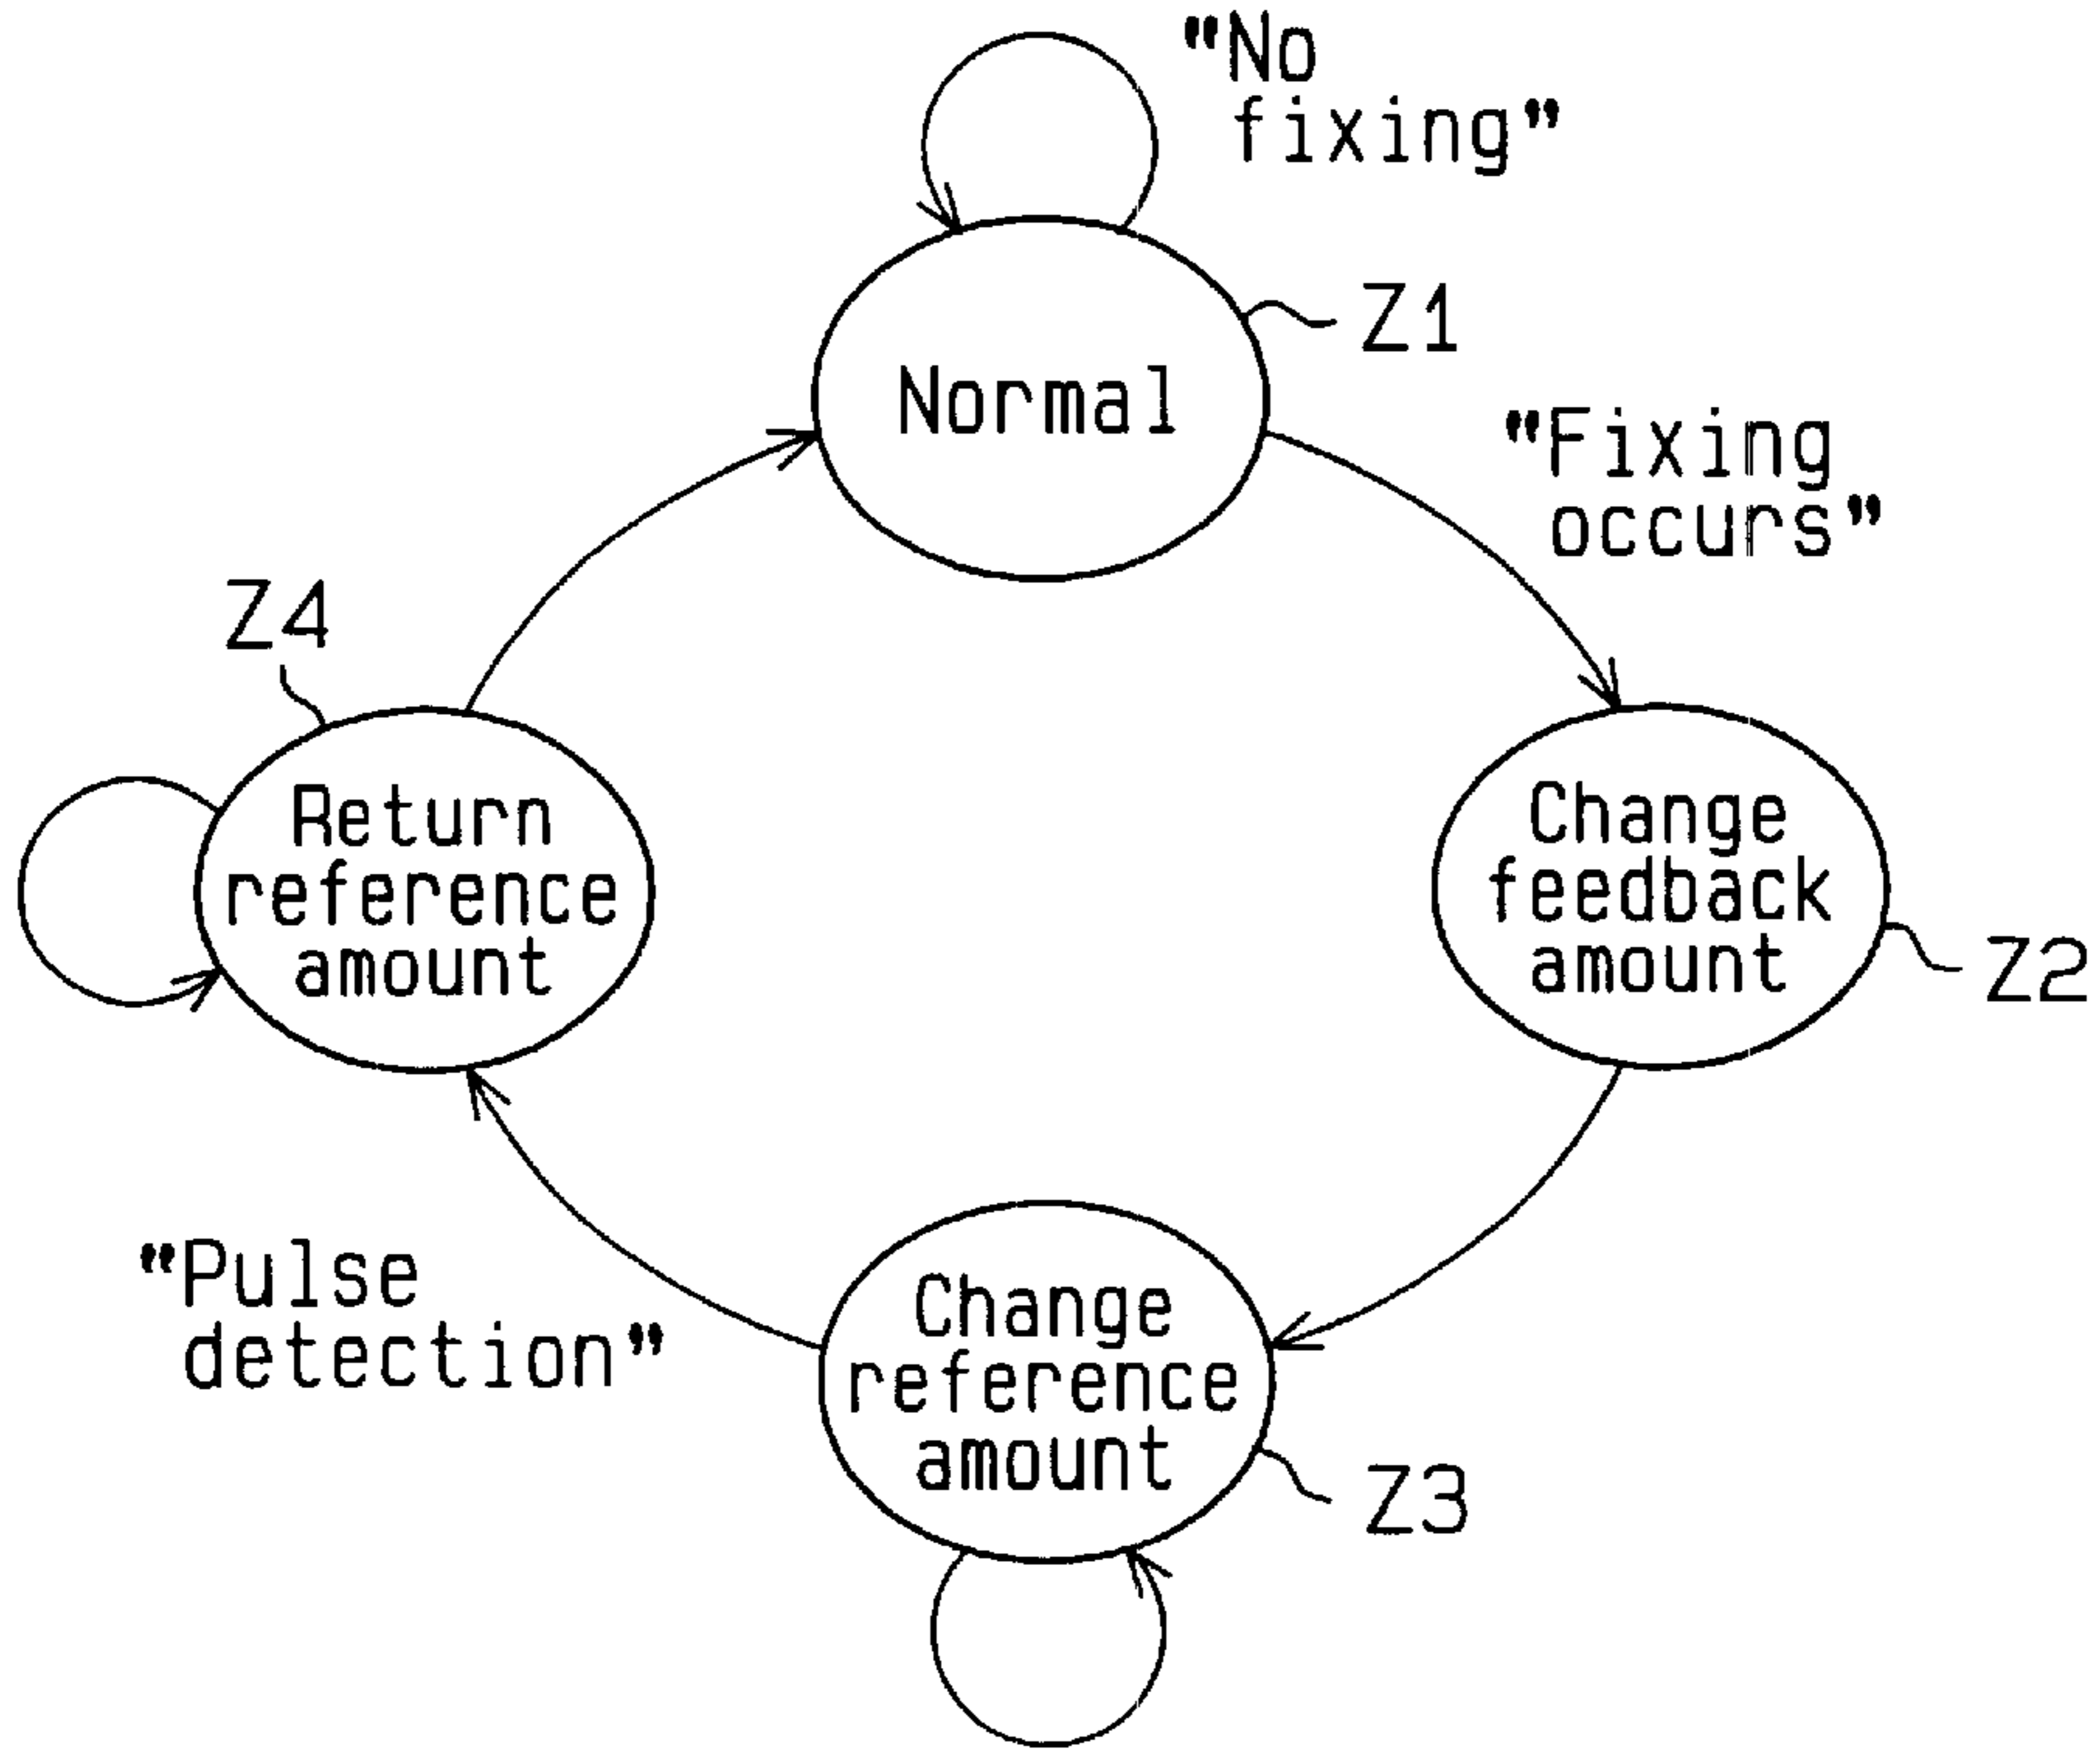 "No
fixing"
Z1
Normal
"Fixing
occurs"
Z4
Return
reference
amount
Change
feedback
amount
Z2
"Pulse
detection"
Change
reference
amount
Z3